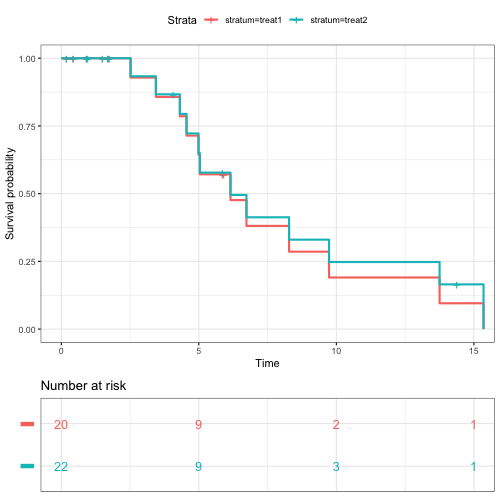 Strata stratum=treat1 stratum=treat2
Survival probability
1.00
0.75
0.50
0.25
0.00
0 5 10 15
Time
Number at risk
20 9 2 1
22 9 3 1